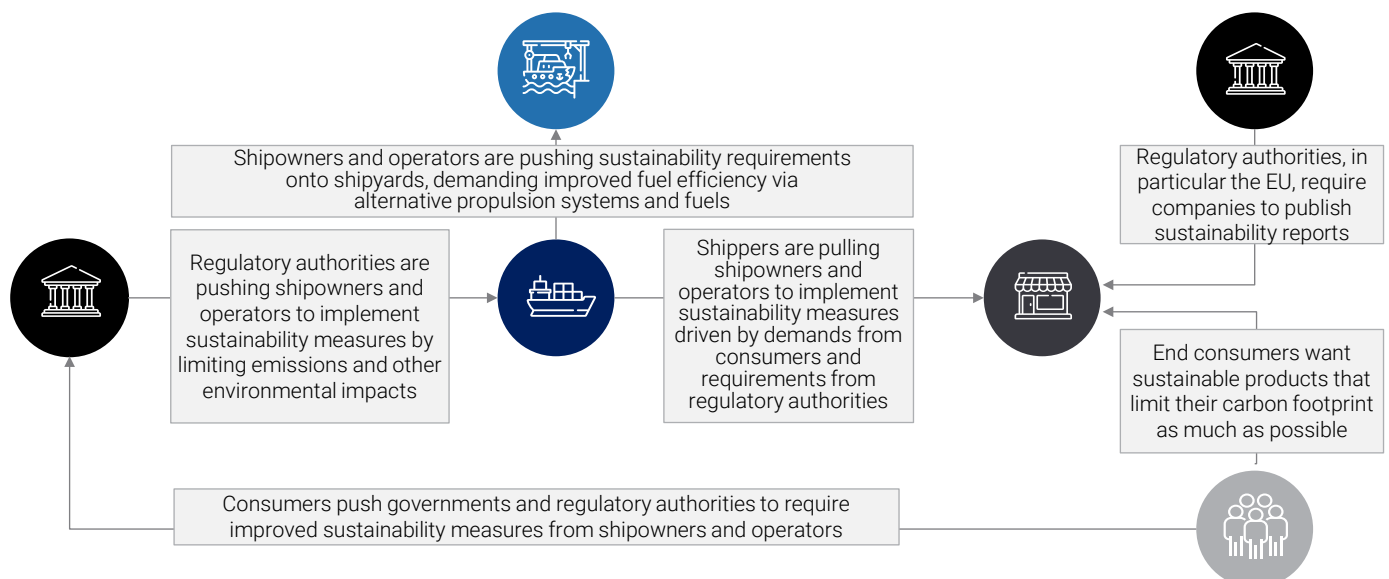 Shipowners and operators are pushing sustainability requirements
onto shipyards, demanding improved fuel efficiency via
alternative propulsion systems and fuels
Regulatory authorities, in
particular the EU, require
companies to publish
sustainability reports
Regulatory authorities are
pushing shipowners and
operators to implement
sustainability measures by
limiting emissions and other
environmental impacts
Shippers are pulling
shipowners and
operators to implement
sustainability measures
driven by demands from
consumers and
requirements from
regulatory authorities
End consumers want
sustainable products that
limit their carbon footprint
as much as possible
Consumers push governments and regulatory authorities to require
improved sustainability measures from shipowners and operators